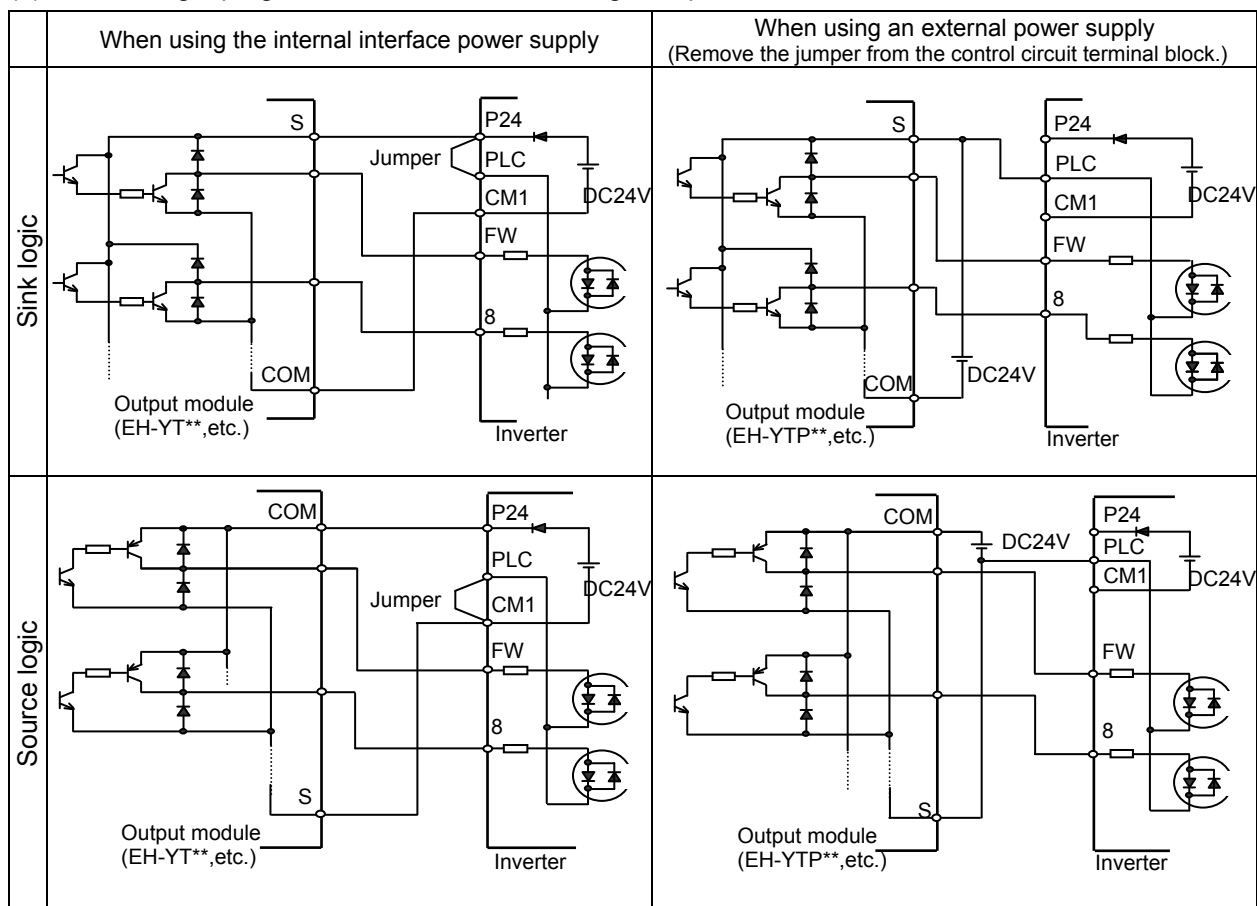 When using the internal interface power supply
When using an external power supply
(Remove the jumper from the control circuit terminal block.)
Sink logic
S
P24
Jumper
PLC
DC24V
CM1
FW
8
COM
Output module
(EH-YT**,etc.)
Inverter
S
P24
PLC
DC24V
CM1
FW
8
DC24V
COM
Output module
(EH-YTP**,etc.)
Inverter
Source logic
COM
P24
PLC
DC24V
Jumper
CM1
FW
8
S
Output module
(EH-YT**,etc.)
Inverter
COM
DC24V
P24
PLC
CM1
DC24V
FW
8
S
Output module
(EH-YTP**,etc.)
Inverter